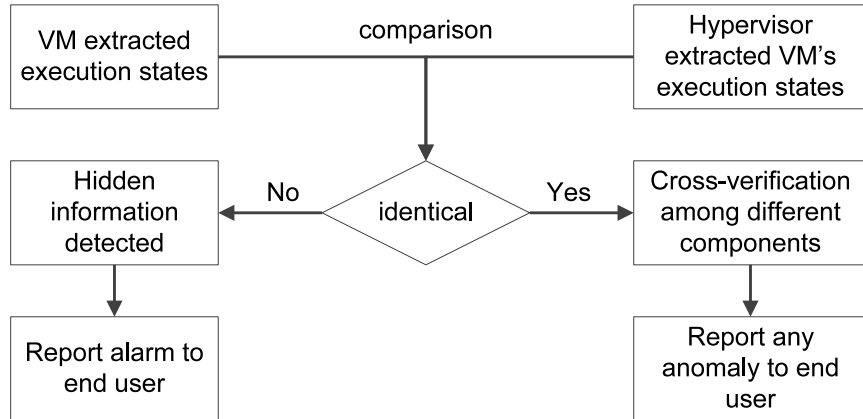 VM extracted
execution states
comparison
Hypervisor
extracted VM's
execution states
Hidden
information
detected
No
identical
Yes
Cross-verification
among different
components
Report alarm to
end user
Report any
anomaly to end
user